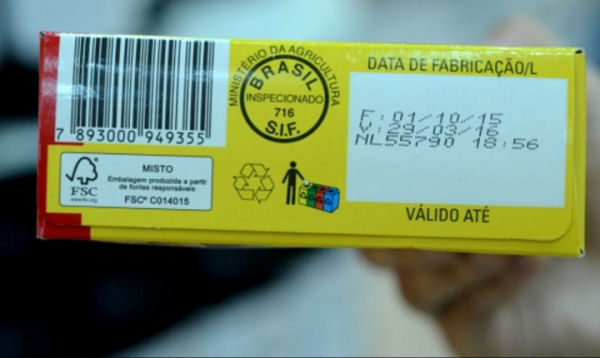 7 893000 949355
MINISTÉRIO DA AGRICULTURA
BRASIL
INSPECIONADO
716
S.I.F.
DATA DE FABRICAÇÃO/L
F: 01/10/15
V: 29/03/16
NL55790 18:56
VÁLIDO ATÉ
FSC
www.fsc.org
MISTO
Embalagem produzida a partir
de fontes responsáveis
FSC® C014015